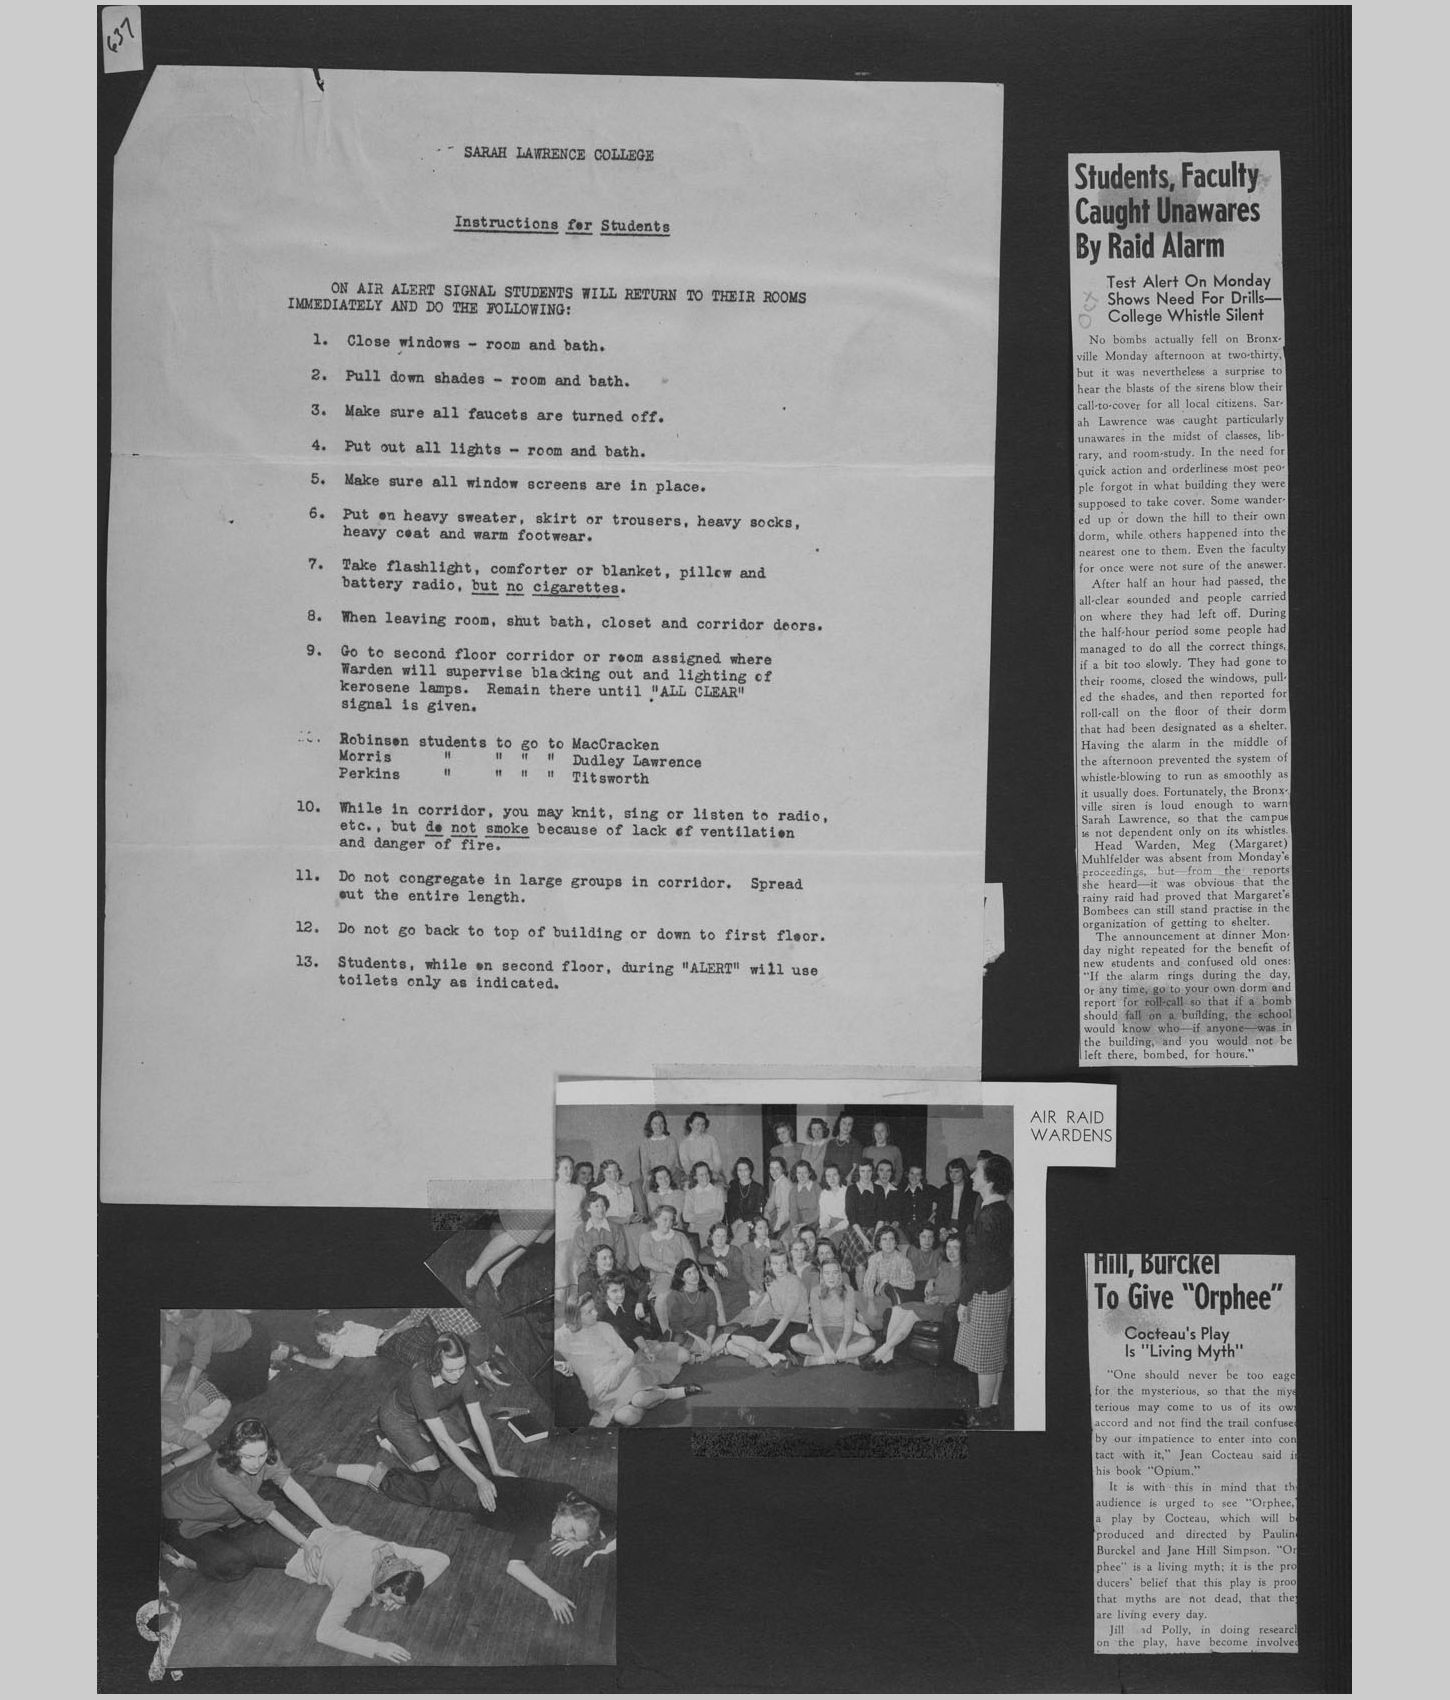 637
SARAH LAWRENCE COLLEGE
Instructions for Students
ON AIR ALERT SIGNAL STUDENTS WILL RETURN TO THEIR ROOMS
IMMEDIATELY AND DO THE FOLLOWING:
1. Close windows - room and bath.
2. Pull down shades - room and bath.
3. Make sure all faucets are turned off.
4. Put out all lights - room and bath.
5. Make sure all window screens are in place.
6. Put on heavy sweater, skirt or trousers, heavy socks,
heavy coat and warm footwear.
7. Take flashlight, comforter or blanket, pillow and
battery radio, but no cigarettes.
8. When leaving room, shut bath, closet and corridor doors.
9. Go to second floor corridor or room assigned where
Warden will supervise blacking out and lighting of
kerosene lamps. Remain there until "ALL CLEAR"
signal is given.
Robinson students to go to MacCracken
Morris " " " " Dudley Lawrence
Perkins " " " " Titsworth
10. While in corridor, you may knit, sing or listen to radio,
etc., but do not smoke because of lack of ventilation
and danger of fire.
11. Do not congregate in large groups in corridor. Spread
out the entire length.
12. Do not go back to top of building or down to first floor.
13. Students, while on second floor, during "ALERT" will use
toilets only as indicated.
Students, Faculty
Caught Unawares
By Raid Alarm
Test Alert On Monday
Shows Need For Drills—
College Whistle Silent
Oct
No bombs actually fell on Bronx-
ville Monday afternoon at two-thirty,
but it was nevertheless a surprise to
hear the blasts of the sirens blow their
call-to-cover for all local citizens. Sar-
ah Lawrence was caught particularly
unawares in the midst of classes, lib-
rary, and room-study. In the need for
quick action and orderliness most peo-
ple forgot in what building they were
supposed to take cover. Some wander-
ed up or down the hill to their own
dorm, while others happened into the
nearest one to them. Even the faculty
for once were not sure of the answer.
After half an hour had passed, the
all-clear sounded and people carried
on where they had left off. During
the half-hour period some people had
managed to do all the correct things,
if a bit too slowly. They had gone to
their rooms, closed the windows, pull-
ed the shades, and then reported for
roll-call on the floor of their dorm
that had been designated as a shelter.
Having the alarm in the middle of
the afternoon prevented the system of
whistle-blowing to run as smoothly as
it usually does. Fortunately, the Bronx-
ville siren is loud enough to warn
Sarah Lawrence, so that the campus
is not dependent only on its whistles.
Head Warden, Meg (Margaret)
Muhlfelder was absent from Monday's
proceedings, but—from the reports
she heard—it was obvious that the
rainy raid had proved that Margaret's
Bombees can still stand practise in the
organization of getting to shelter.
The announcement at dinner Mon-
day night repeated for the benefit of
new students and confused old ones:
"If the alarm rings during the day,
or any time, go to your own dorm and
report for roll-call so that if a bomb
should fall on a building, the school
would know who—if anyone—was in
the building, and you would not be
left there, bombed, for hours."
AIR RAID
WARDENS
Hill, Burckel
To Give "Orphee"
Cocteau's Play
Is "Living Myth"
"One should never be too eage
for the mysterious, so that the mys
terious may come to us of its ow
accord and not find the trail confuse
by our impatience to enter into con
tact with it," Jean Cocteau said i
his book "Opium."
It is with this in mind that th
audience is urged to see "Orphee,"
a play by Cocteau, which will b
produced and directed by Paulin
Burckel and Jane Hill Simpson. "Or
phee" is a living myth; it is the pro
ducers' belief that this play is proo
that myths are not dead, that the
are living every day.
Jill and Polly, in doing researc
on the play, have become involve